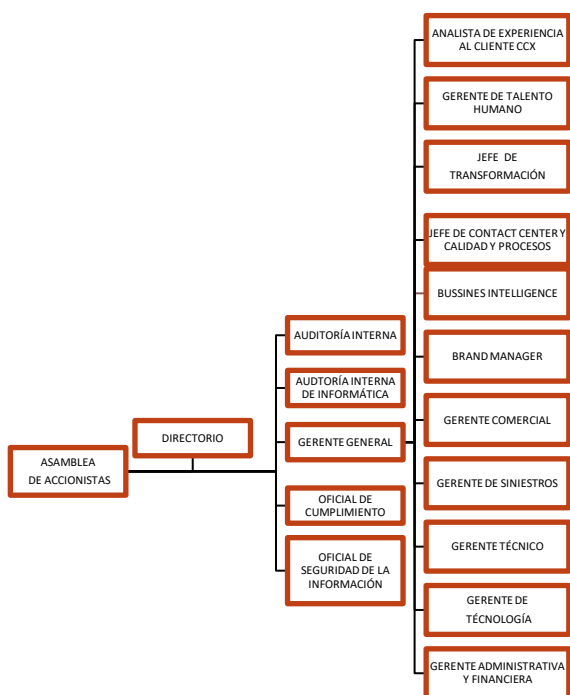 ANALISTA DE EXPERIENCIA
AL CLIENTE CCX
GERENTE DE TALENTO
HUMANO
JEFE DE
TRANSFORMACIÓN
JEFE DE CONTACT CENTER Y
CALIDAD Y PROCESOS
BUSSINES INTELLIGENCE
AUDITORÍA INTERNA
BRAND MANAGER
AUDTORÍA INTERNA
DE INFORMÁTICA
GERENTE COMERCIAL
DIRECTORIO
GERENTE GENERAL
ASAMBLEA
DE ACCIONISTAS
GERENTE DE SINIESTROS
OFICIAL DE
CUMPLIMIENTO
GERENTE TÉCNICO
OFICIAL DE
SEGURIDAD DE LA
INFORMACIÓN
GERENTE DE
TÉCNOLOGÍA
GERENTE ADMINISTRATIVA
Y FINANCIERA